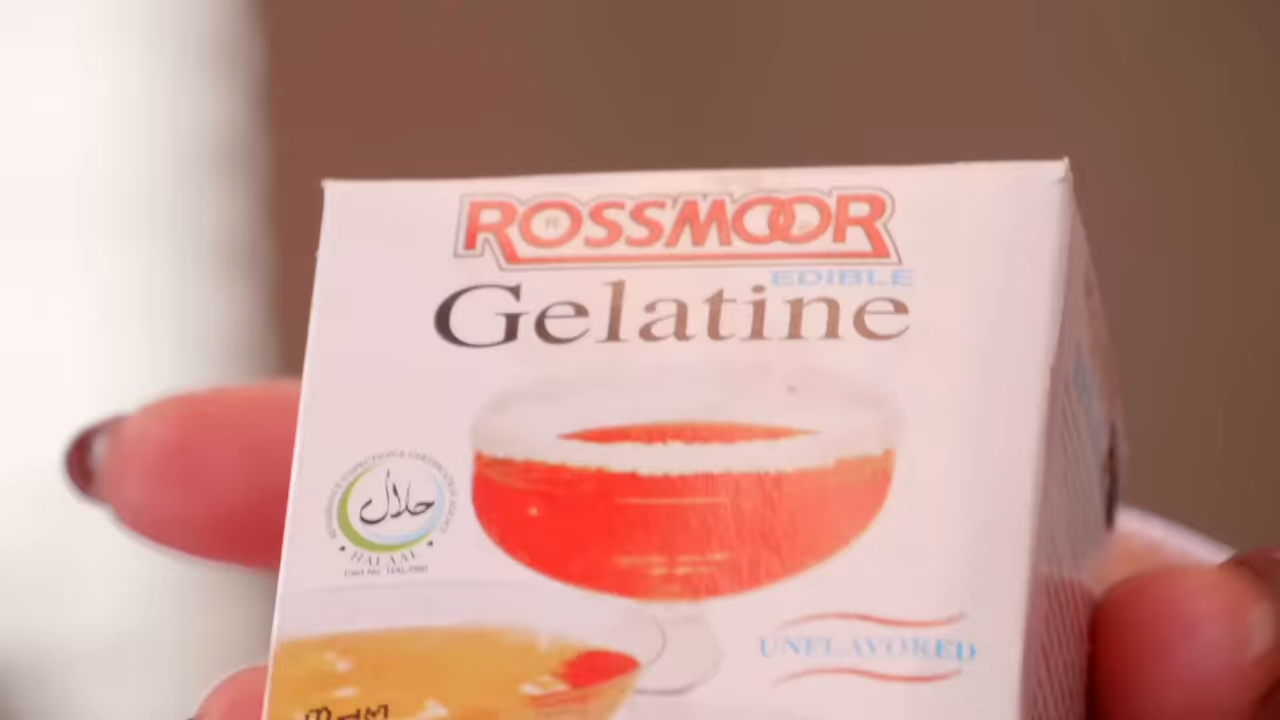 ROSSMOOR
EDIBLE
Gelatine
حلال
HALAAL
UNFLAVORED